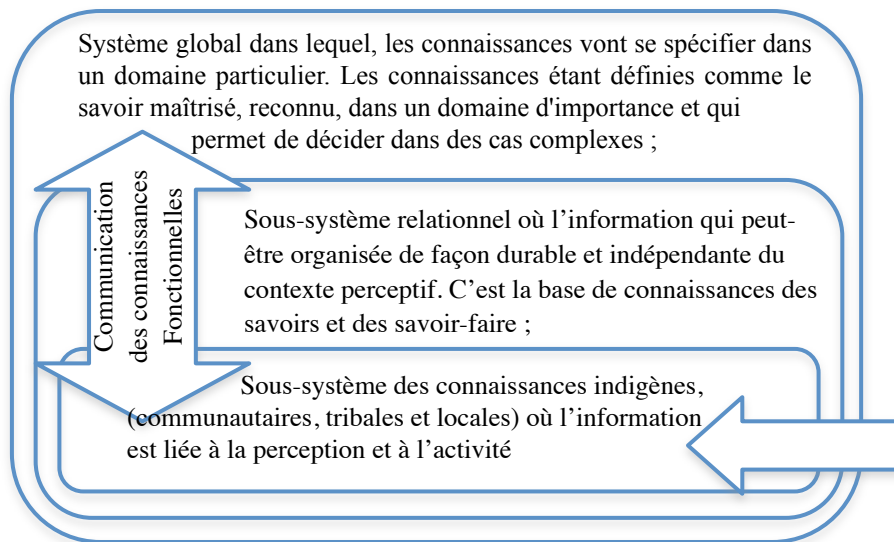 Système global dans lequel, les connaissances vont se spécifier dans
un domaine particulier. Les connaissances étant définies comme le
savoir maîtrisé, reconnu, dans un domaine d'importance et qui
permet de décider dans des cas complexes ;
Communication
des connaissances
Fonctionnelles
Sous-système relationnel où l’information qui peut-
être organisée de façon durable et indépendante du
contexte perceptif. C’est la base de connaissances des
savoirs et des savoir-faire ;
Sous-système des connaissances indigènes,
(communautaires, tribales et locales) où l’information
est liée à la perception et à l’activité